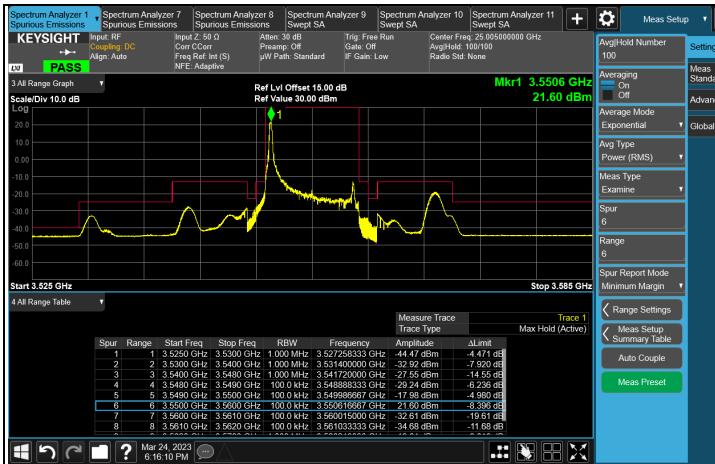 Spectrum Analyzer 1
Spurious Emissions
Spectrum Analyzer 7
Spurious Emissions
Spectrum Analyzer 8
Spurious Emissions
Spectrum Analyzer 9
Swept SA
Spectrum Analyzer 10
Swept SA
Spectrum Analyzer 11
Swept SA
Meas Setup
KEYSIGHT
LXI
PASS
Input: RF
Coupling: DC
Align: Auto
Input Z: 50 Ω
Corr CCorr
Freq Ref: Int (S)
NFE: Adaptive
Atten: 30 dB
Preamp: Off
µW Path: Standard
Trig: Free Run
Gate: Off
IF Gain: Low
Center Freq: 25.005000000 GHz
Avg|Hold: 100/100
Radio Std: None
3 All Range Graph
Scale/Div 10.0 dB
Ref Lvl Offset 15.00 dB
Ref Value 30.00 dBm
Mkr1 3.5506 GHz
21.60 dBm
Log
20.0
10.0
0.00
-10.0
-20.0
-30.0
-40.0
-50.0
-60.0
1
Start 3.525 GHz
Stop 3.585 GHz
4 All Range Table
Measure Trace Trace 1
Trace Type Max Hold (Active)
Spur Range Start Freq Stop Freq RBW Frequency Amplitude ΔLimit
1 1 3.5250 GHz 3.5300 GHz 1.000 MHz 3.527258333 GHz -44.47 dBm -4.471 dB
2 2 3.5300 GHz 3.5400 GHz 1.000 MHz 3.531400000 GHz -32.92 dBm -7.920 dB
3 3 3.5400 GHz 3.5480 GHz 1.000 MHz 3.541720000 GHz -27.55 dBm -14.55 dB
4 4 3.5480 GHz 3.5490 GHz 100.0 kHz 3.548888333 GHz -29.24 dBm -6.236 dB
5 5 3.5490 GHz 3.5500 GHz 100.0 kHz 3.549986667 GHz -17.98 dBm -4.980 dB
6 6 3.5500 GHz 3.5600 GHz 100.0 kHz 3.550616667 GHz 21.60 dBm -8.396 dB
7 7 3.5600 GHz 3.5610 GHz 100.0 kHz 3.560015000 GHz -32.61 dBm -19.61 dB
8 8 3.5610 GHz 3.5620 GHz 100.0 kHz 3.561033333 GHz -34.68 dBm -11.68 dB
Avg|Hold Number
100
Averaging
On
Off
Average Mode
Exponential
Avg Type
Power (RMS)
Meas Type
Examine
Spur
6
Range
6
Spur Report Mode
Minimum Margin
Range Settings
Meas Setup
Summary Table
Auto Couple
Meas Preset
Setting
Meas
Standa
Advan
Global
?
Mar 24, 2023
6:16:10 PM